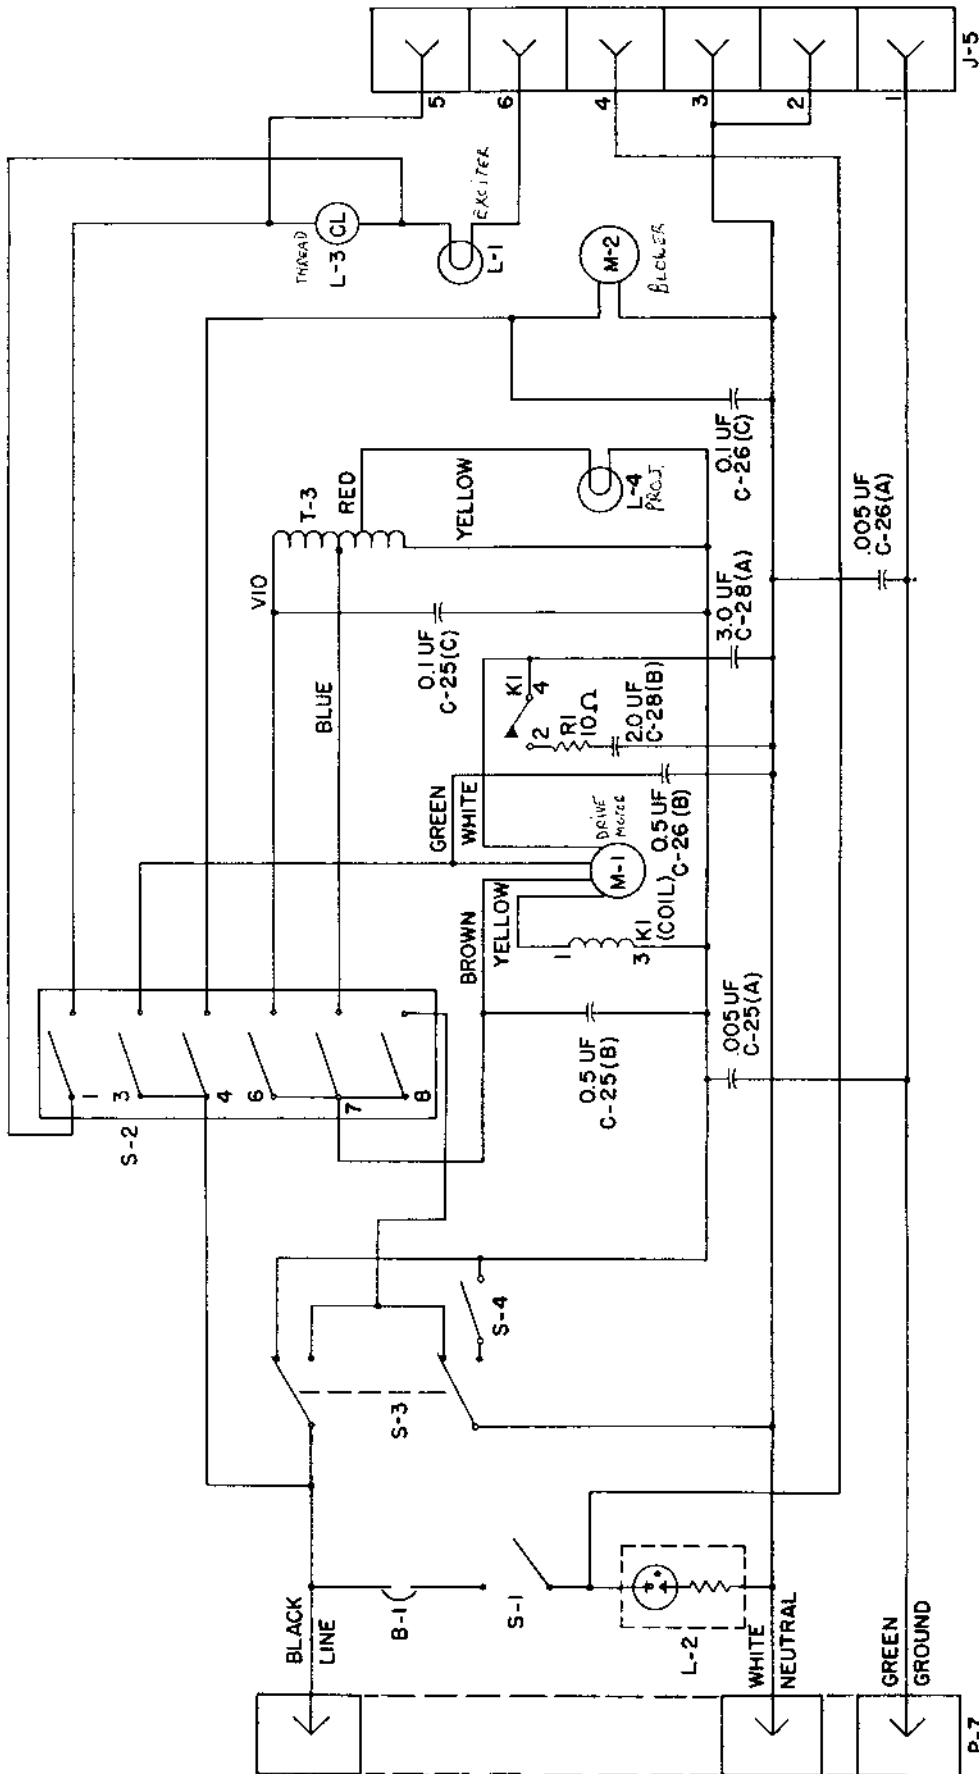 BLACK
LINE
B-1
S-1
L-2
WHITE
NEUTRAL
GREEN
GROUND
P-7
S-3
S-4
S-2
1
3
4
6
7
8
0.5 UF
C-25(B)
.005 UF
C-25(A)
BROWN
YELLOW
1
3
K1
(COIL)
M-1
DRIVE
MOTOR
0.5 UF
C-26 (B)
GREEN
WHITE
BLUE
VIO
K1
2
4
R1
10Ω
2.0 UF
C-28(B)
3.0 UF
C-28(A)
0.1 UF
C-25(C)
T-3
RED
YELLOW
L-4
PROJ.
0.1 UF
C-26(C)
.005 UF
C-26(A)
THREAD
L-3
CL
L-1
EXCITER
M-2
BLOWER
5
6
4
3
2
1
J-5